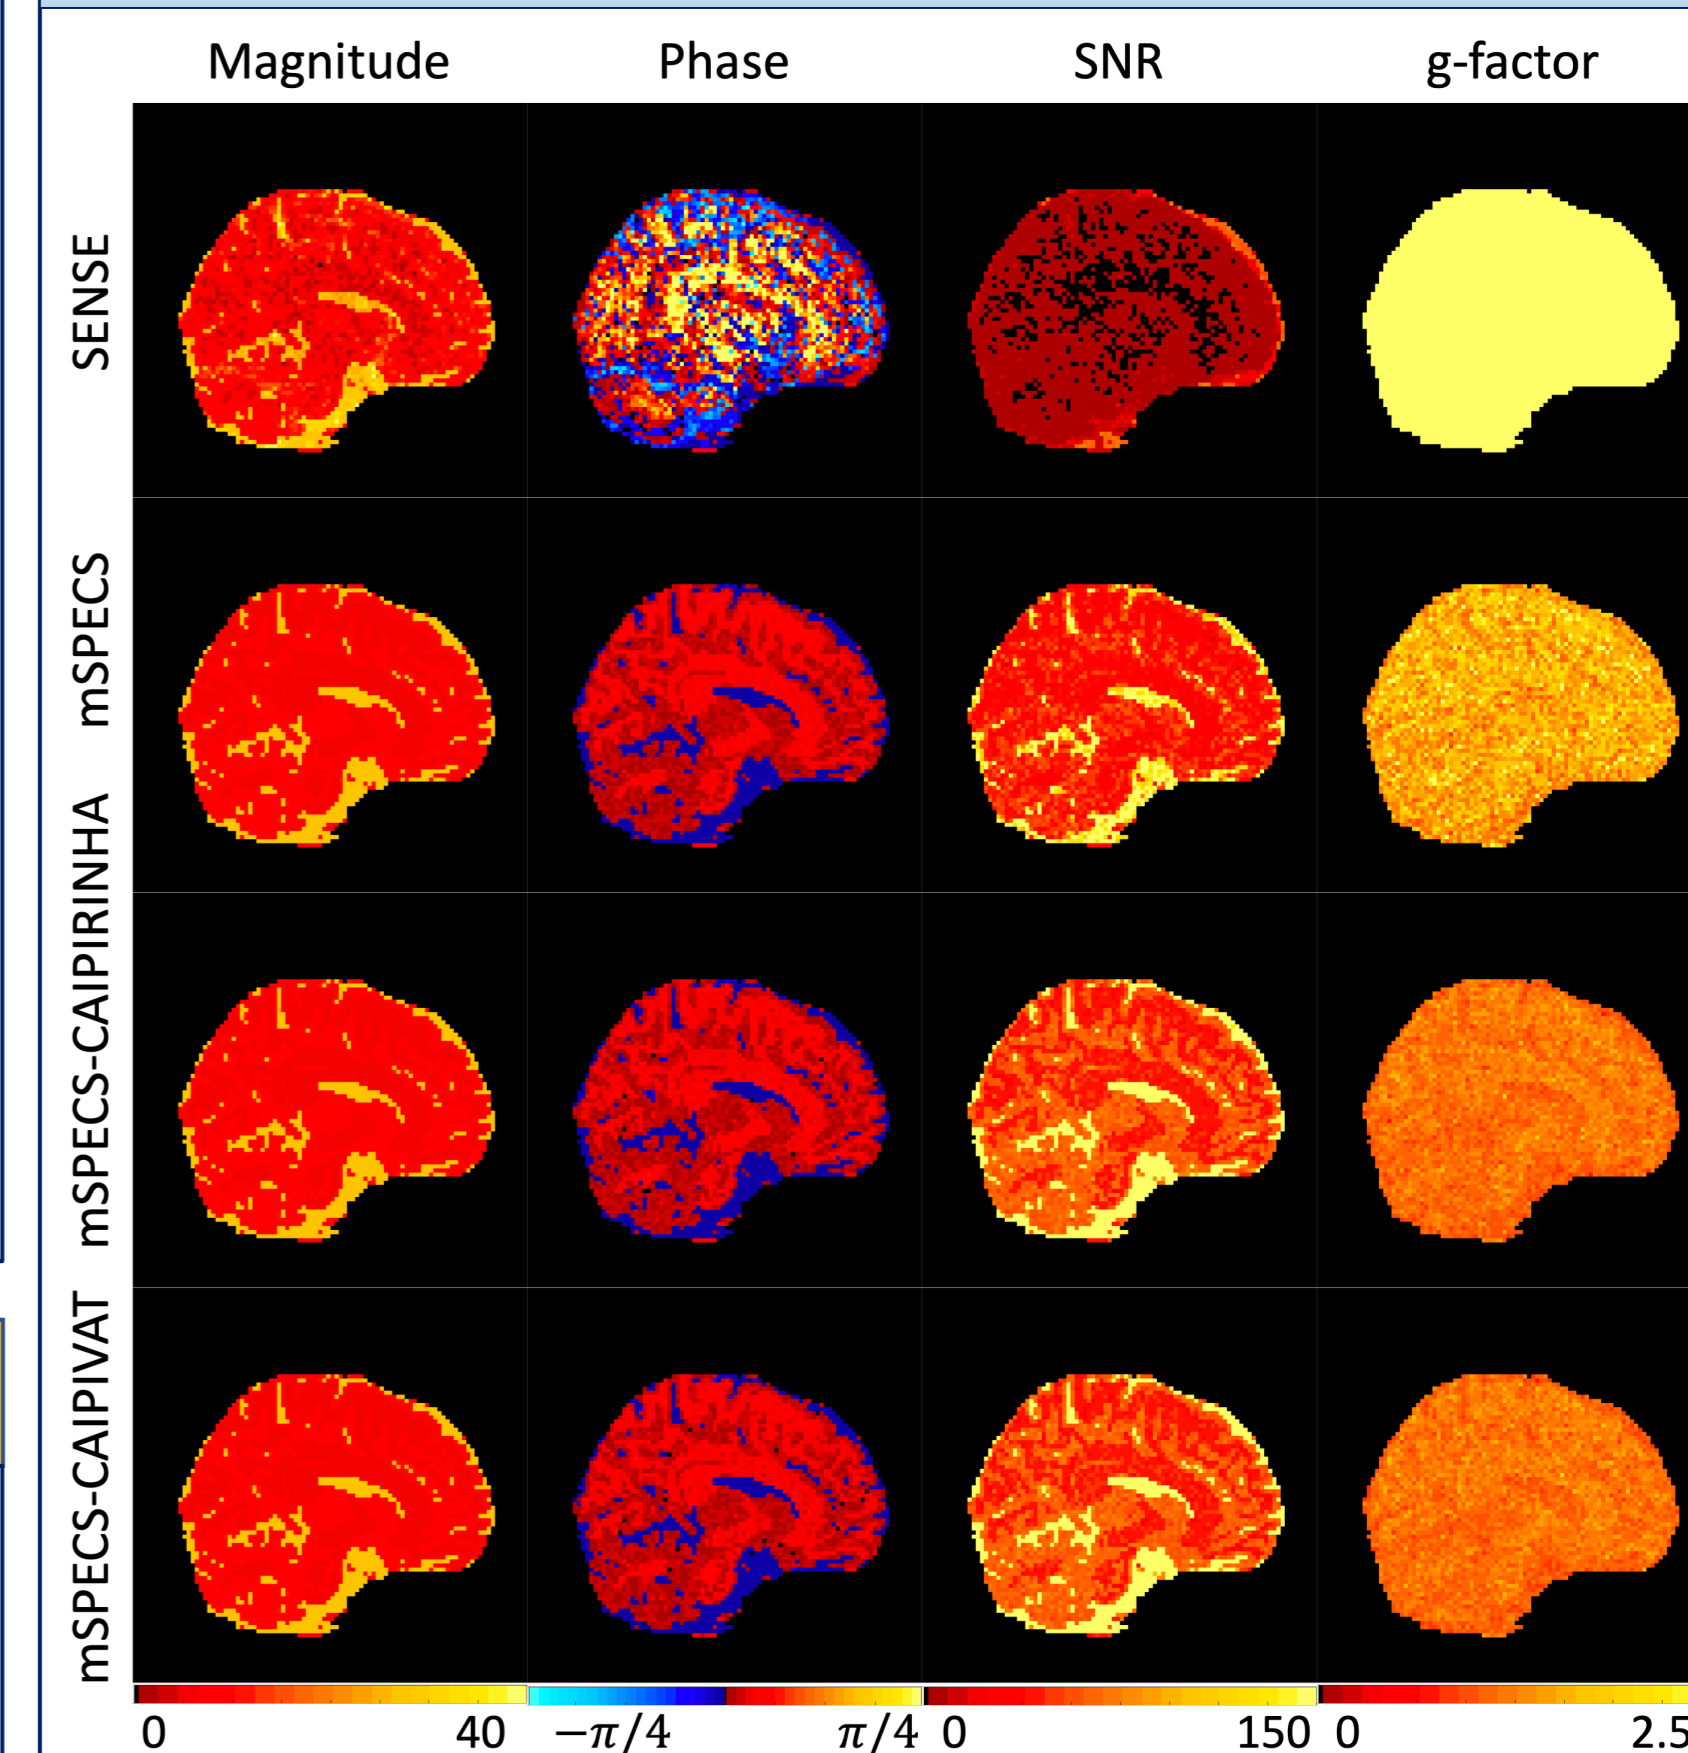 Magnitude Phase SNR g-factor
SENSE
mSPECS
mSPECS-CAIPIRINHA
mSPECS-CAIPIVAT
0 40 −π/4 π/4 0 150 0 2.5